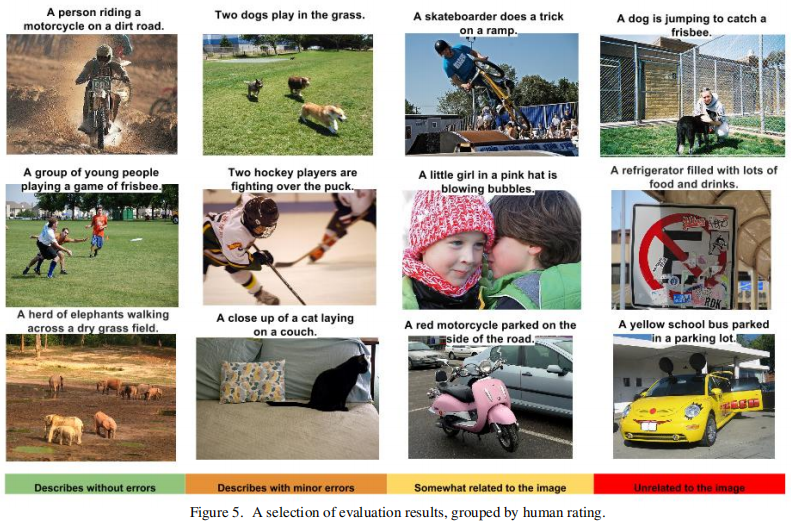 A person riding a
motorcycle on a dirt road.
Two dogs play in the grass.
A skateboarder does a trick
on a ramp.
A dog is jumping to catch a
frisbee.
A group of young people
playing a game of frisbee.
Two hockey players are
fighting over the puck.
A little girl in a pink hat is
blowing bubbles.
A refrigerator filled with lots of
food and drinks.
A herd of elephants walking
across a dry grass field.
A close up of a cat laying
on a couch.
A red motorcycle parked on the
side of the road.
A yellow school bus parked
in a parking lot.
Describes without errors
Describes with minor errors
Somewhat related to the image
Unrelated to the image
Figure 5. A selection of evaluation results, grouped by human rating.